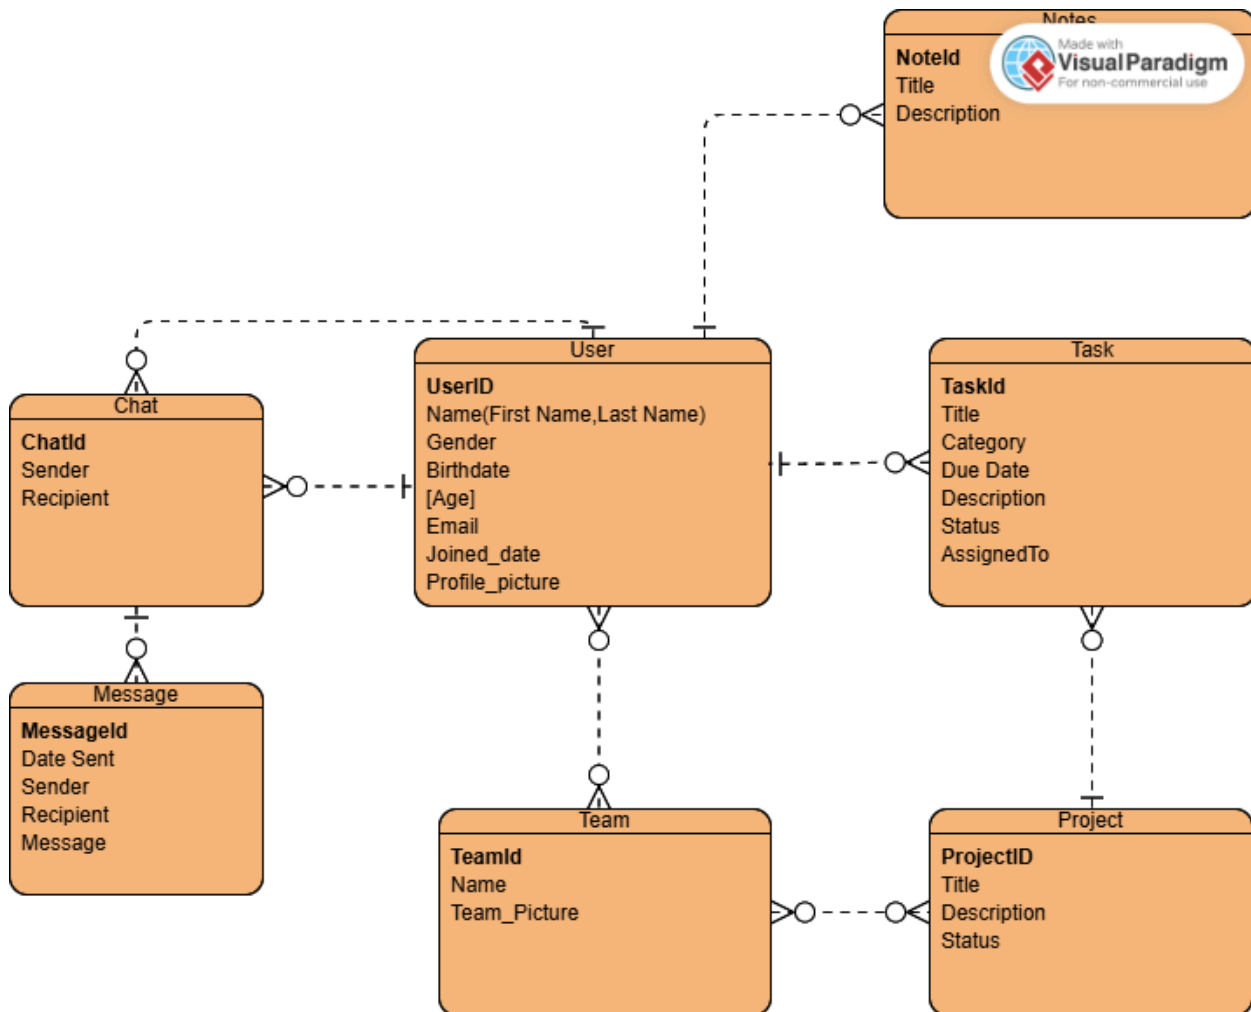 Notes
Made with
Visual Paradigm
For non-commercial use
NoteId
Title
Description
User
UserID
Name(First Name,Last Name)
Gender
Birthdate
[Age]
Email
Joined_date
Profile_picture
Task
TaskId
Title
Category
Due Date
Description
Status
AssignedTo
Chat
ChatId
Sender
Recipient
Message
MessageId
Date Sent
Sender
Recipient
Message
Team
TeamId
Name
Team_Picture
Project
ProjectID
Title
Description
Status